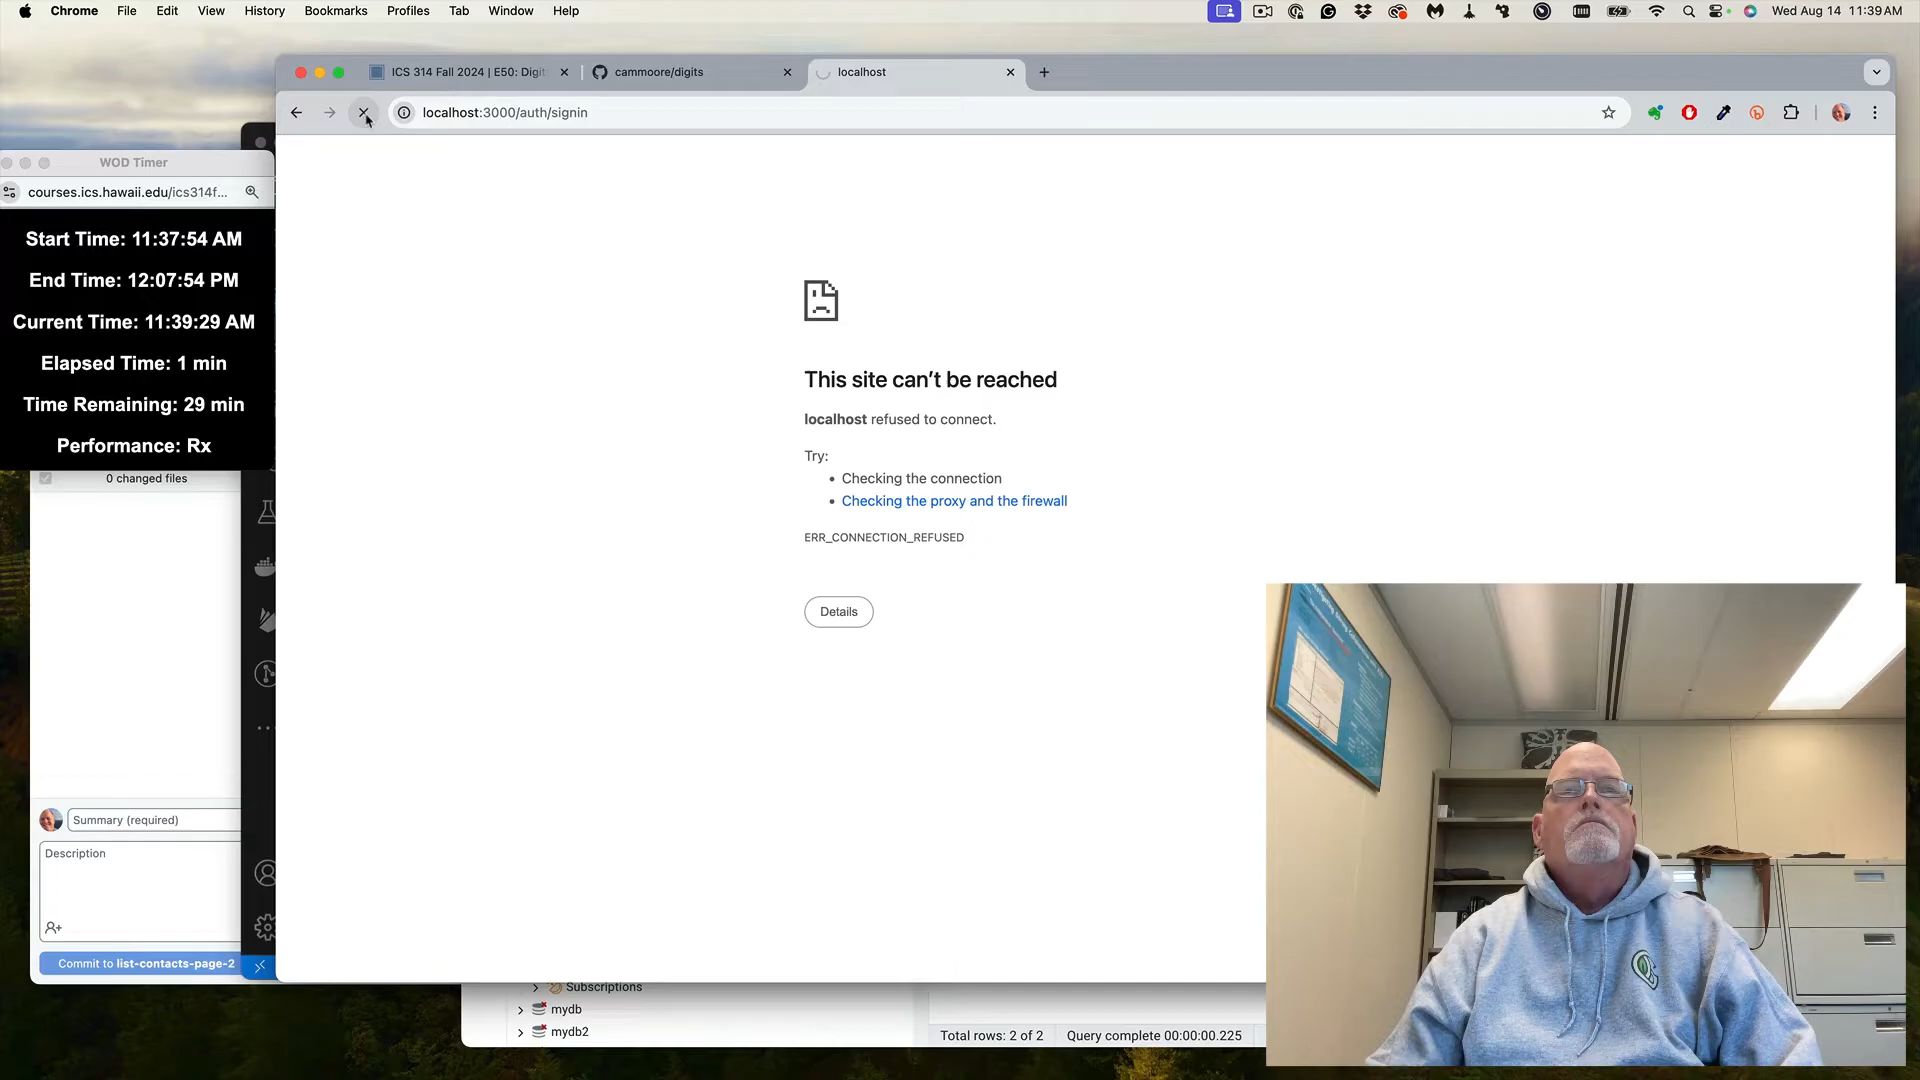 Chrome File Edit View History Bookmarks Profiles Tab Window Help
Wed Aug 14 11:39 AM
ICS 314 Fall 2024 | E50: Digit
cammoore/digits
localhost
localhost:3000/auth/signin
WOD Timer
courses.ics.hawaii.edu/ics314f...
Start Time: 11:37:54 AM
End Time: 12:07:54 PM
Current Time: 11:39:29 AM
Elapsed Time: 1 min
Time Remaining: 29 min
Performance: Rx
0 changed files
Summary (required)
Description
Commit to list-contacts-page-2
This site can’t be reached
localhost refused to connect.
Try:
• Checking the connection
• Checking the proxy and the firewall
ERR_CONNECTION_REFUSED
Details
Subscriptions
mydb
mydb2
Total rows: 2 of 2
Query complete 00:00:00.225